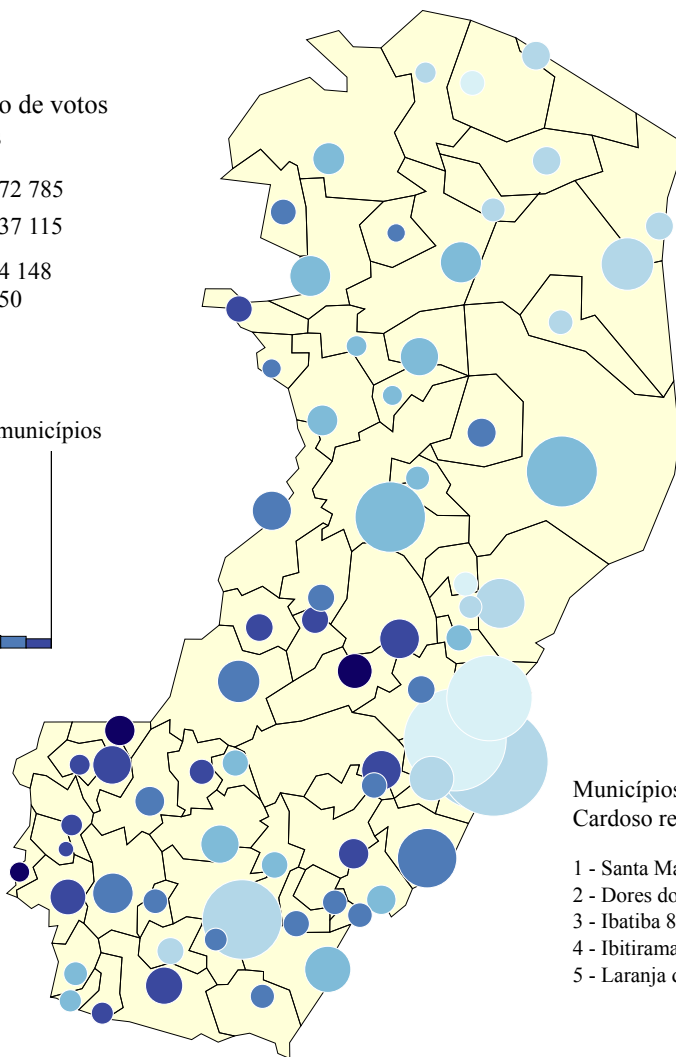 o de votos
72 785
37 115
4 148
50
municípios
Municípios
Cardoso re
1 - Santa Ma
2 - Dores do
3 - Ibatiba 8
4 - Ibitirama
5 - Laranja d